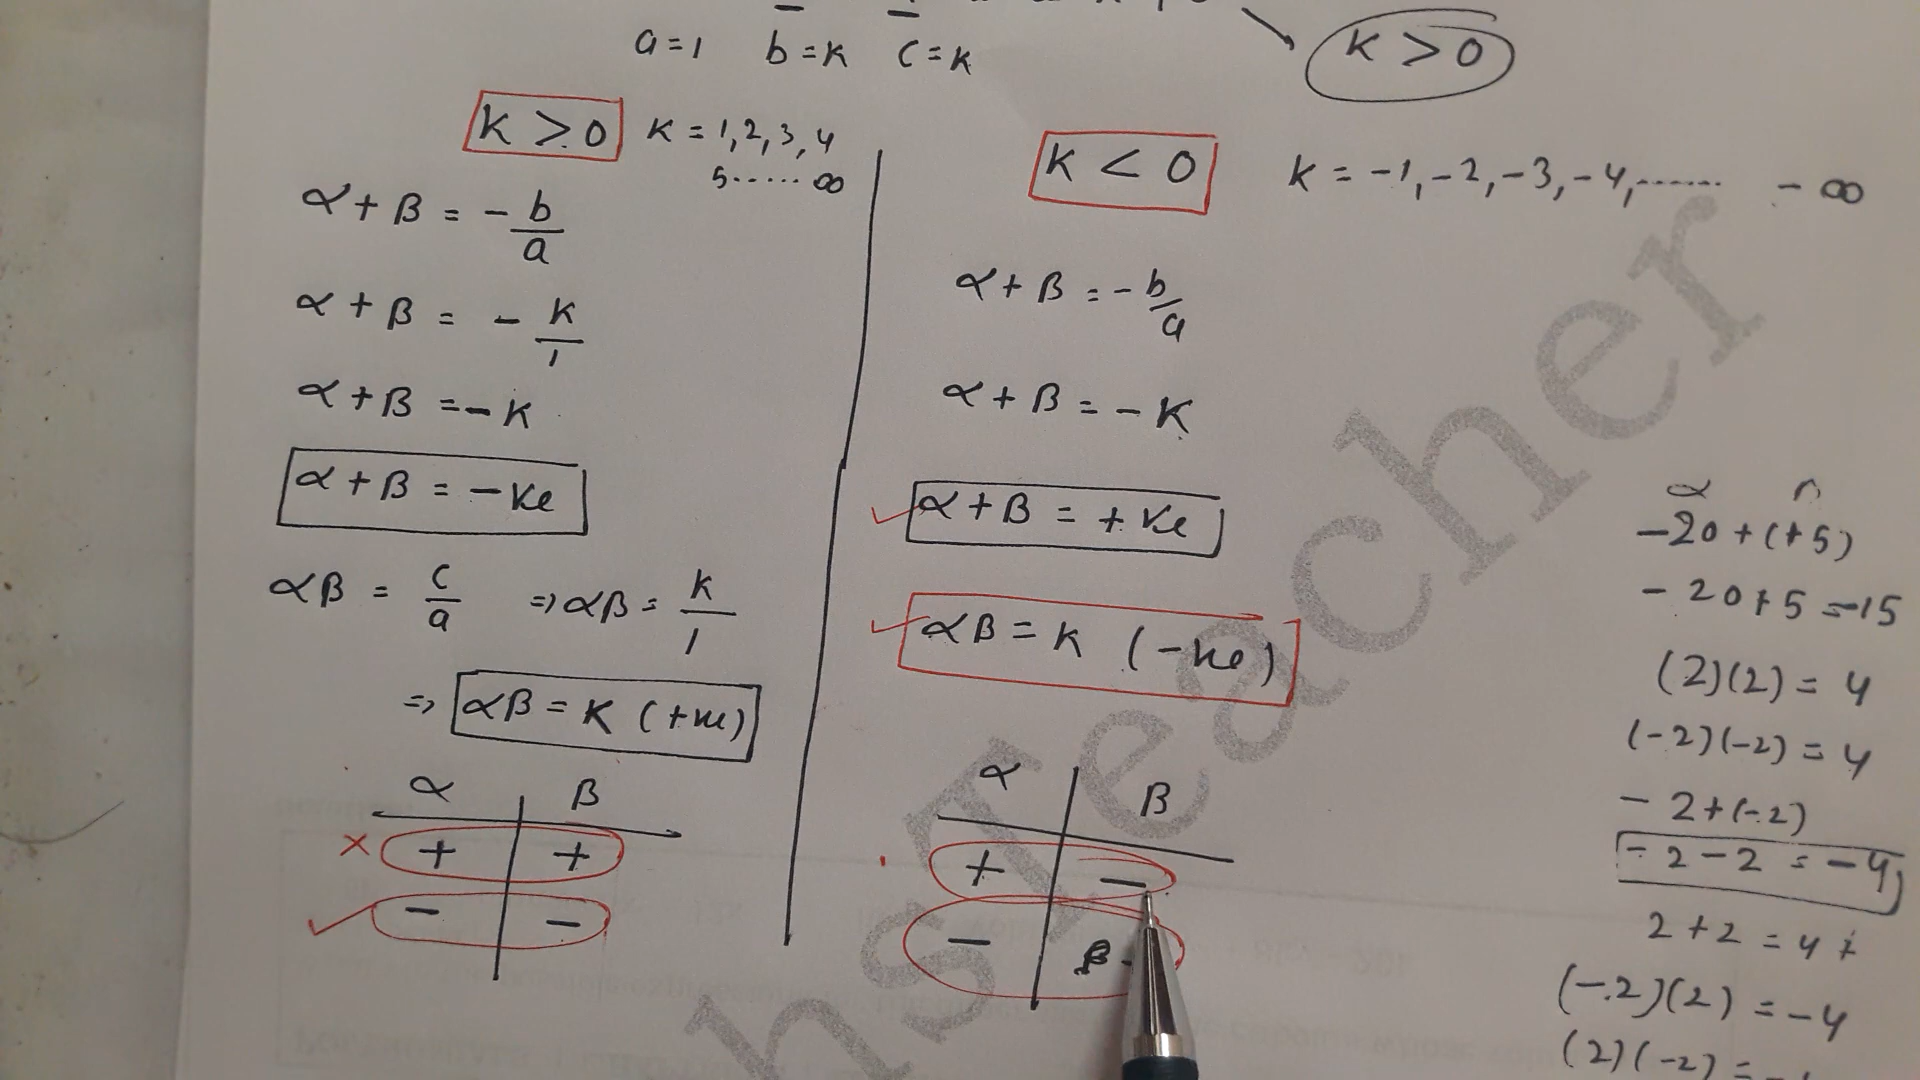 a=1 b=K c=K
K>0
K>0 K = 1,2,3,4
5......∞
α+β = -b/a
α+β = -K/1
α+β =-K
α+β = -Ve
αβ = c/a ⇒ αβ = K/1
⇒ αβ = K (+ve)
α β
× + +
✓ - -
K<0 K = -1,-2,-3,-4,...... -∞
α+β = -b/a
α+β = -K
✓ α+β = +Ve
✓ αβ = K (-ve)
α β
+ -
-
-20+(+5)
-20+5=-15
(2)(2) = 4
(-2)(-2) = 4
-2+(-2)
-2-2 = -4
2+2 = 4
(-2)(2) = -4
(2)(-2) =